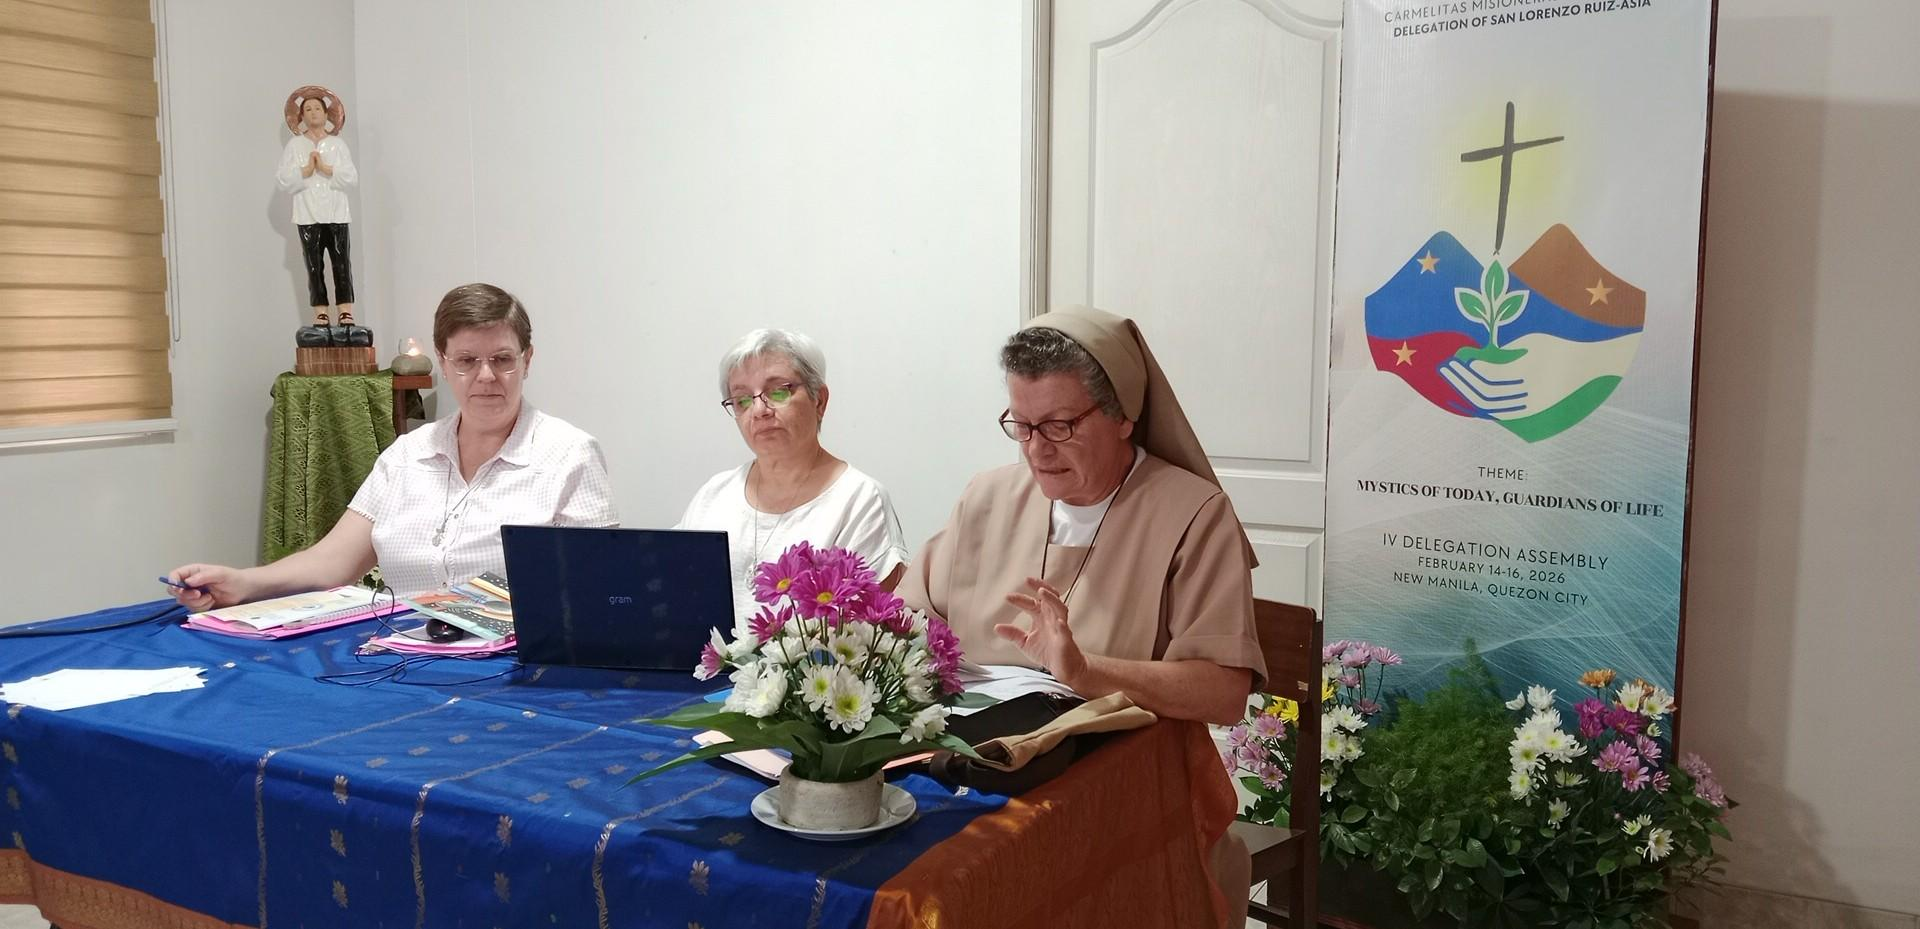 CARMELITAS
DELEGATION OF SAN LORENZO RUIZ-ASIA
THEME:
MYSTICS OF TODAY, GUARDIANS OF LIFE
IV DELEGATION ASSEMBLY
FEBRUARY 14-16, 2026
NEW MANILA, QUEZON CITY
gram